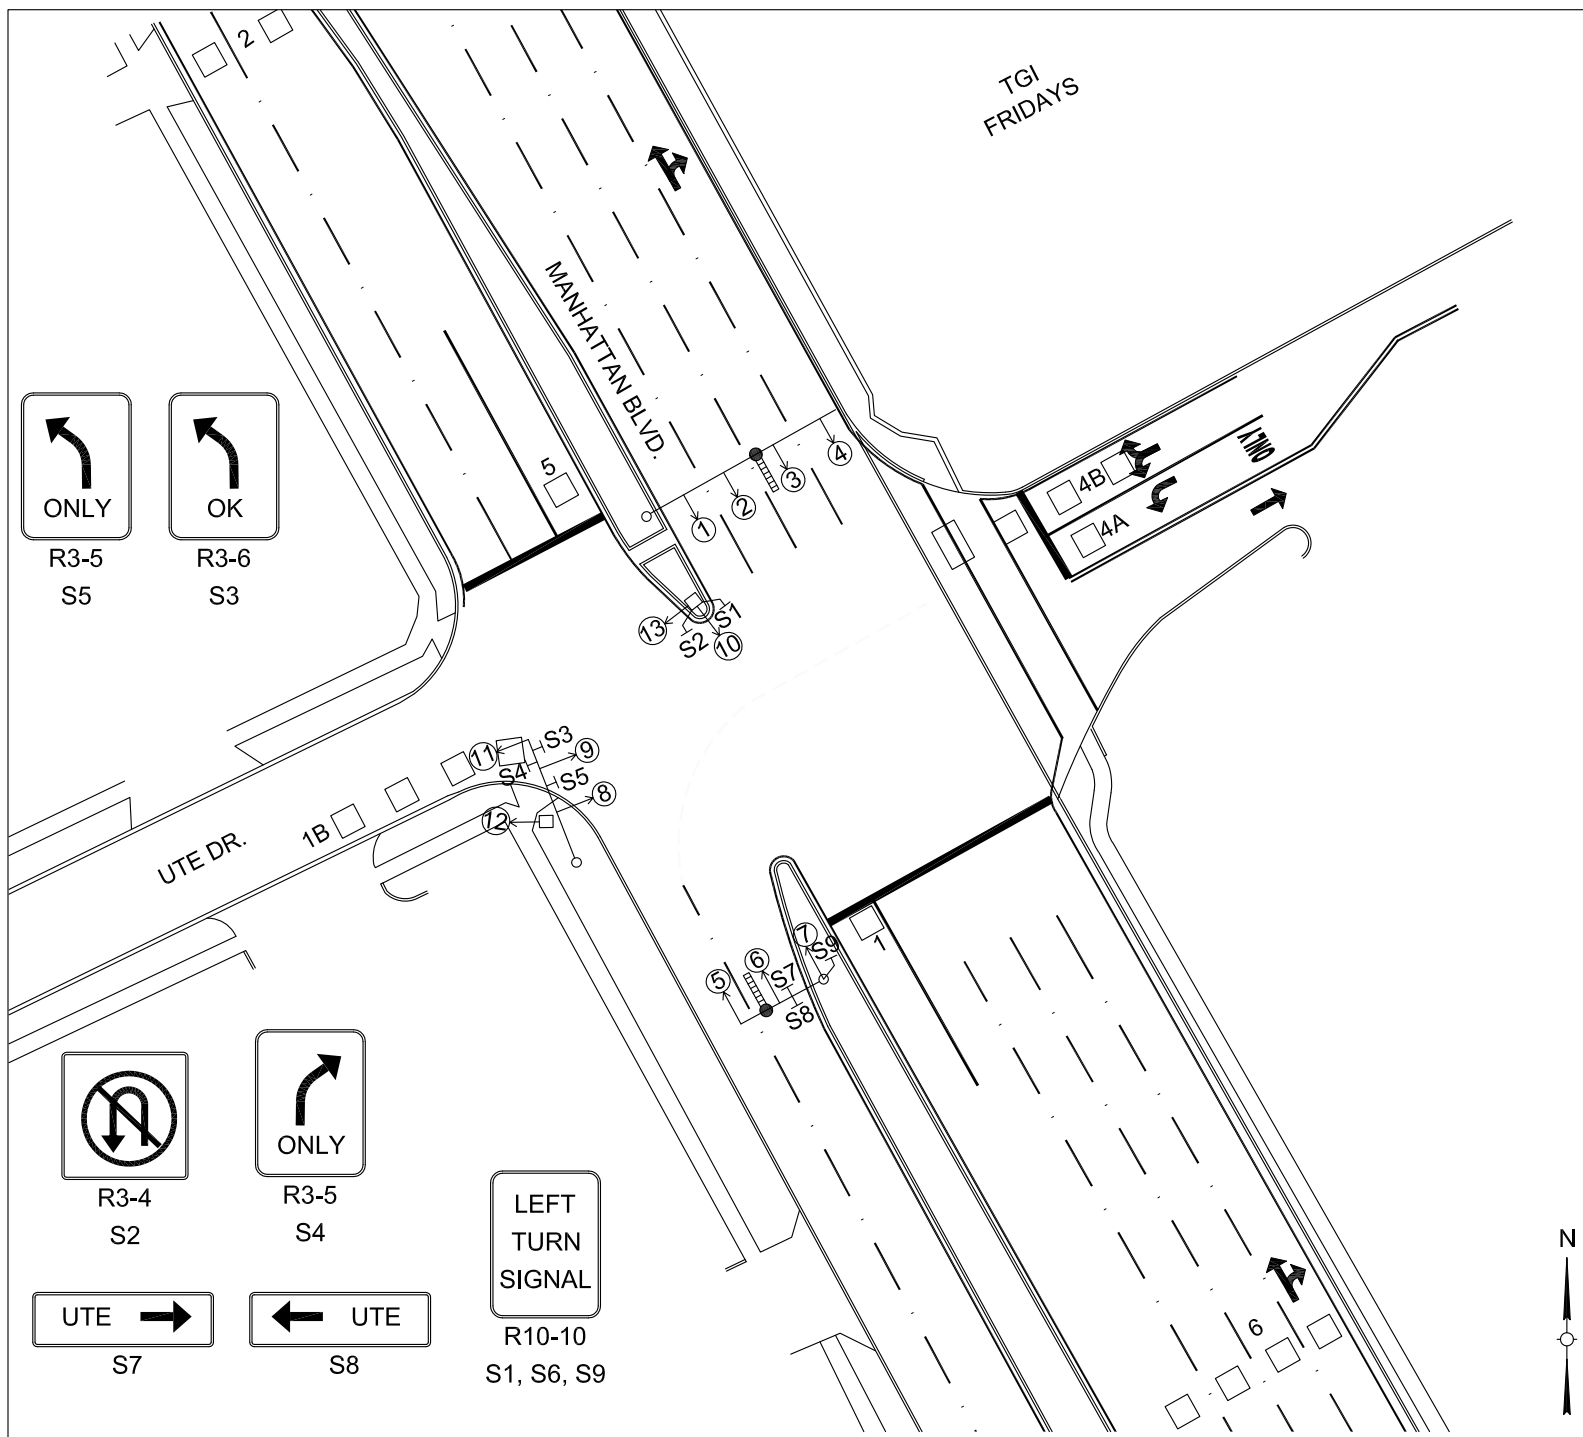 2
TGI
FRIDAYS
MANHATTAN BLVD.
ONLY
R3-5
S5
OK
R3-6
S3
5
1
2
3
4
4B
ONLY
4A
13
S2
S1
10
11
S3
9
S4
S5
8
12
1B
UTE DR.
7
S9
1
6
S7
5
S8
R3-4
S2
ONLY
R3-5
S4
LEFT
TURN
SIGNAL
R10-10
S1, S6, S9
UTE
S7
UTE
S8
6
N